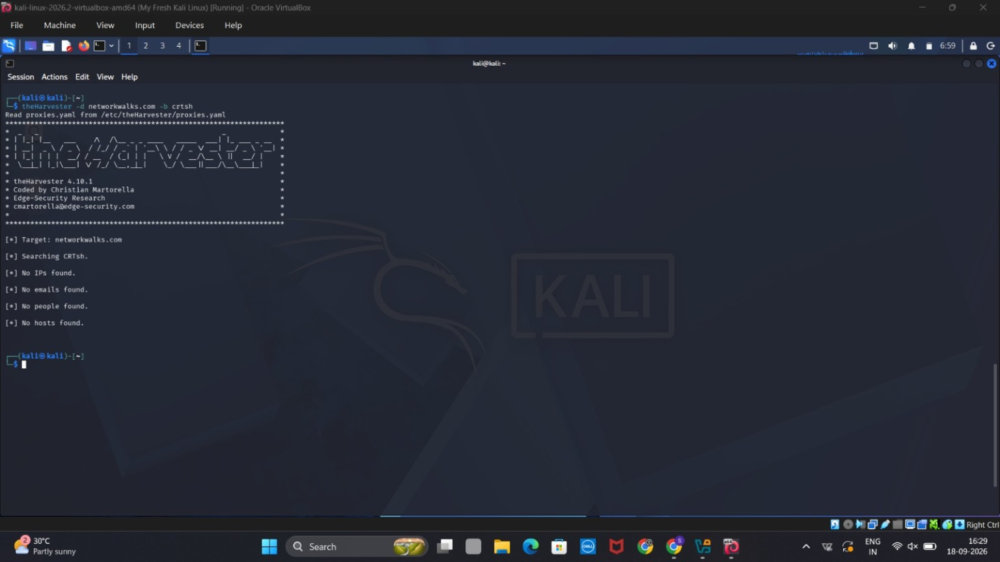 kali-linux-2026.2-virtualbox-amd64 (My Fresh Kali Linux) [Running] - Oracle VirtualBox
File Machine View Input Devices Help
1 2 3 4 6:59
kali@kali: ~
Session Actions Edit View Help
┌──(kali㉿kali)-[~]
└─$ theHarvester -d networkwalks.com -b crtsh
Read proxies.yaml from /etc/theHarvester/proxies.yaml
*******************************************************************
theHarvester
* theHarvester 4.10.1 *
* Coded by Christian Martorella *
* Edge-Security Research *
* cmartorella@edge-security.com *
* *
*******************************************************************
[*] Target: networkwalks.com
[*] Searching CRTsh.
[*] No IPs found.
[*] No emails found.
[*] No people found.
[*] No hosts found.
┌──(kali㉿kali)-[~]
└─$
KALI
Right Ctrl
2 30°C
Partly sunny
Search
DELL
S
ENG
IN
16:29
18-09-2026